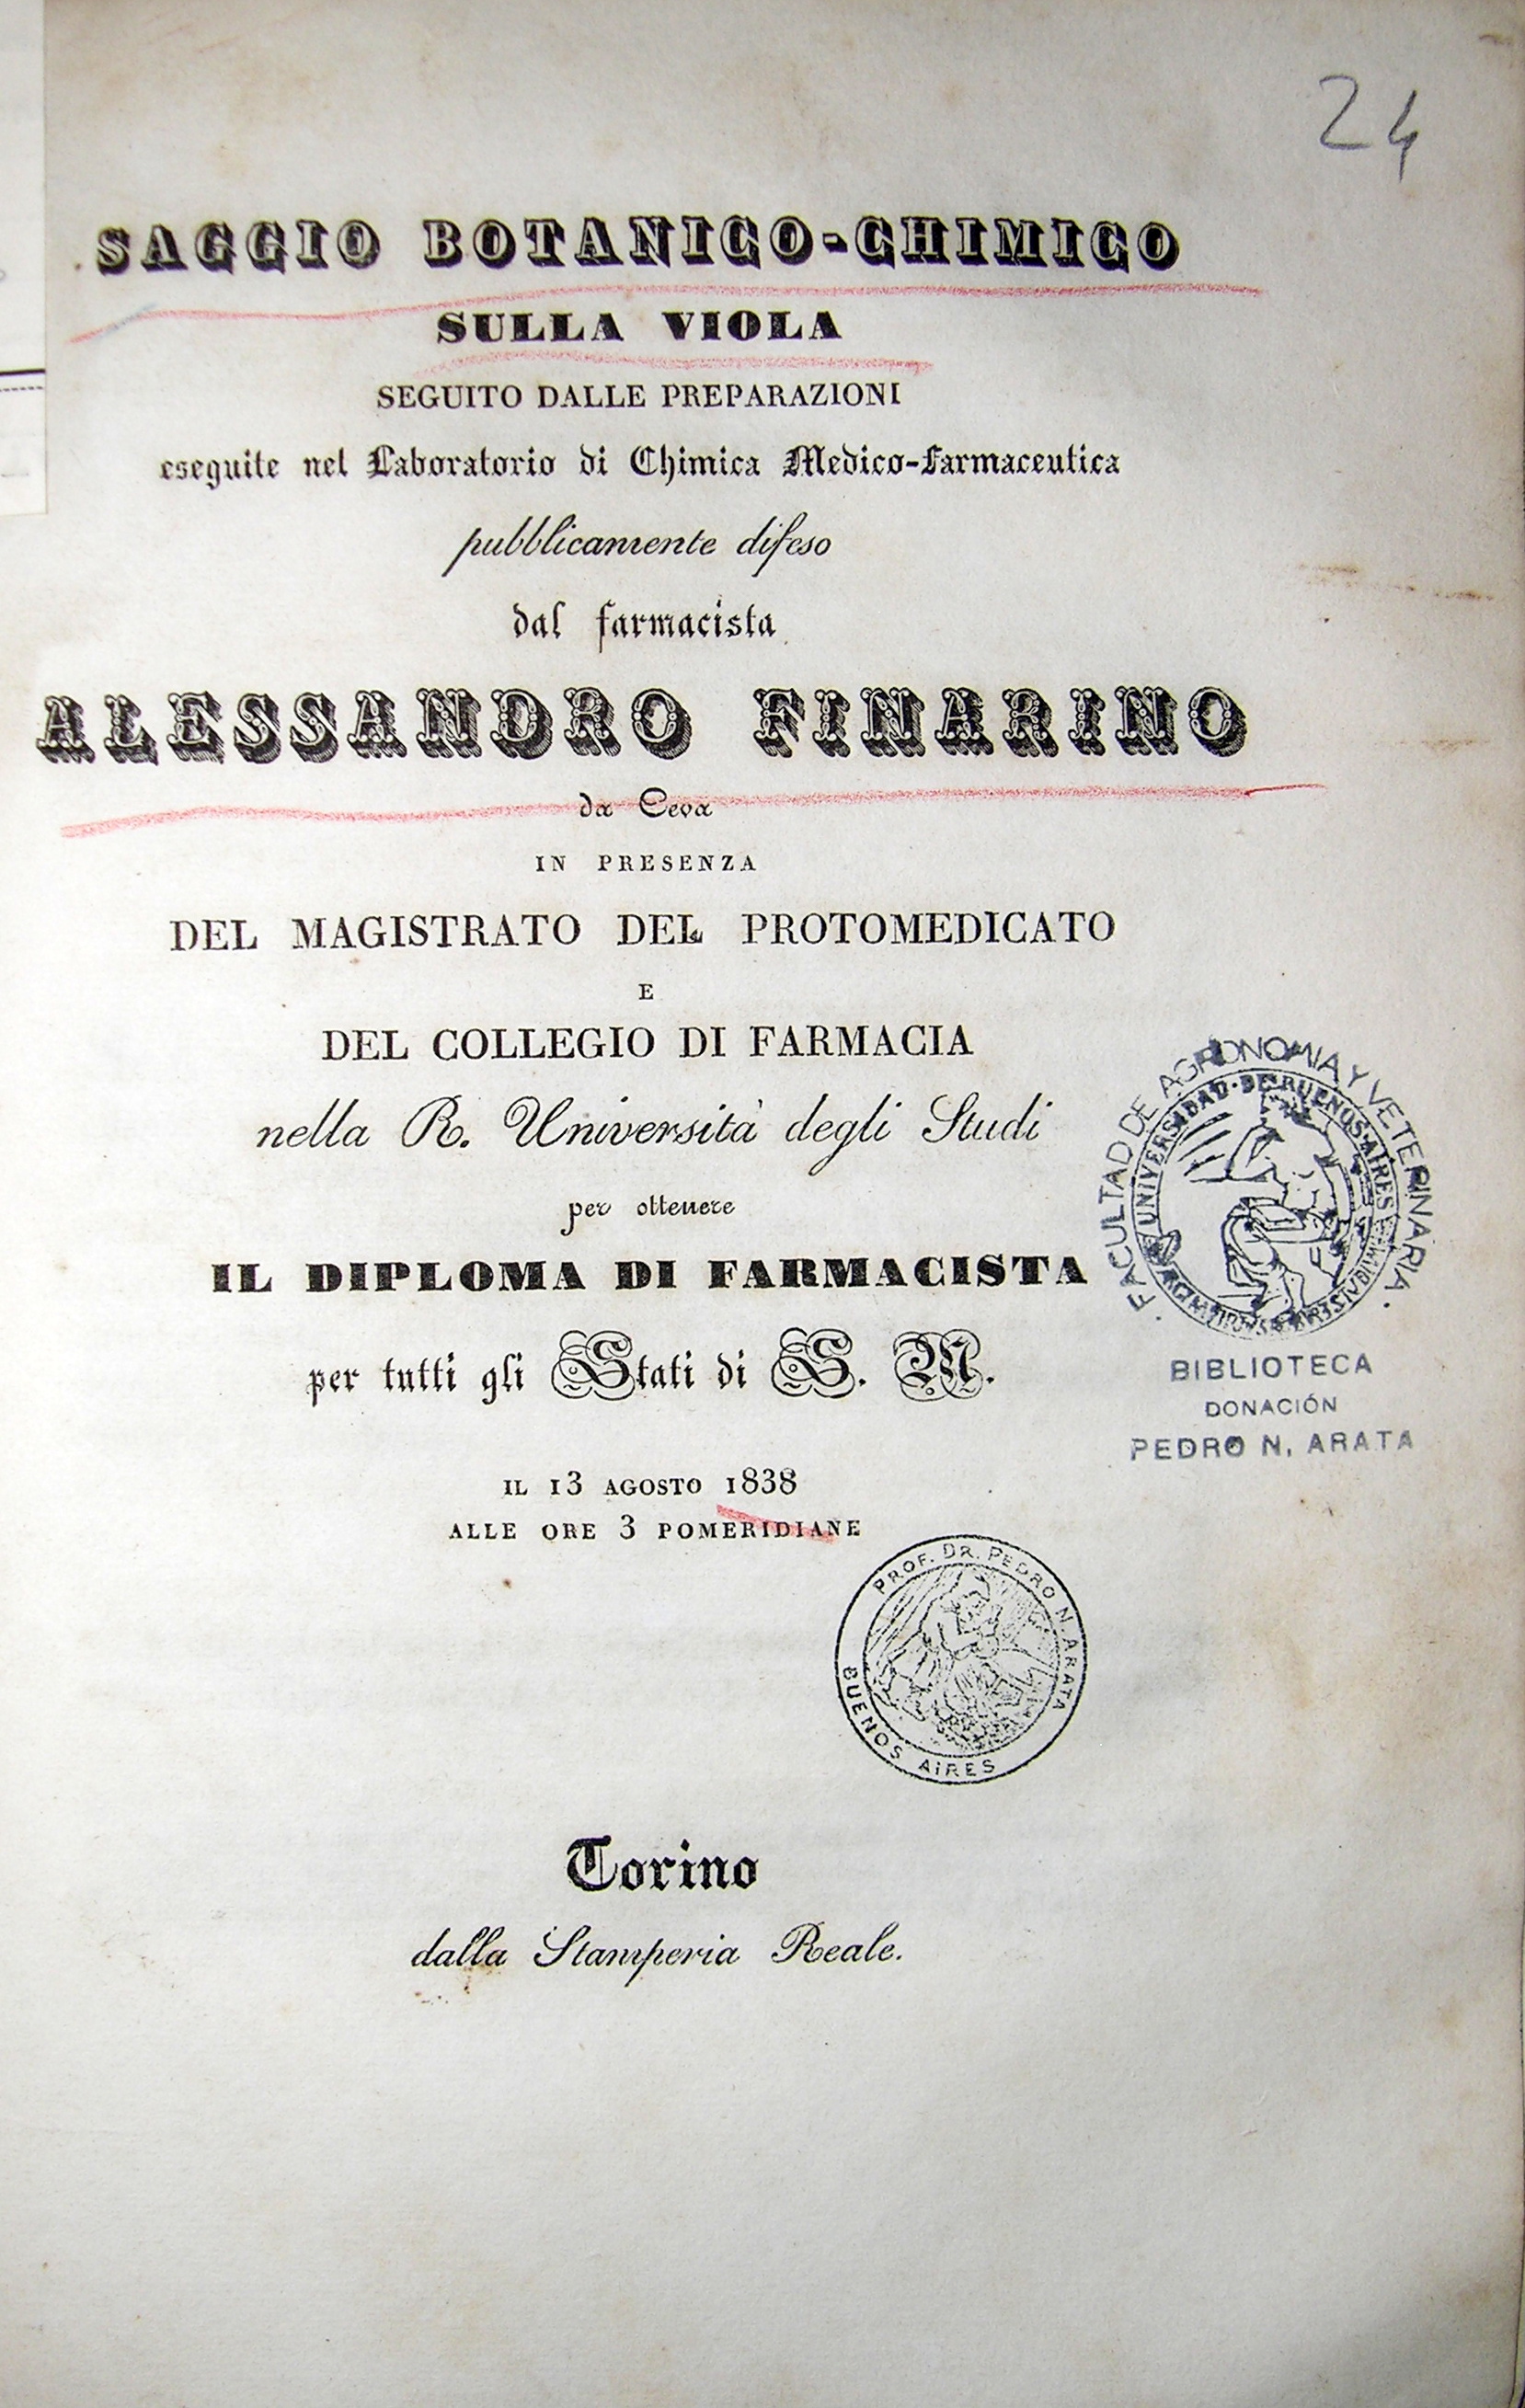 24
SAGGIO BOTANICO-CHIMICO
SULLA VIOLA
SEGUITO DALLE PREPARAZIONI
eseguite nel Laboratorio di Chimica Medico-Farmaceutica
pubblicamente difeso
dal farmacista
ALESSANDRO FINARINO
da Ceva
IN PRESENZA
DEL MAGISTRATO DEL PROTOMEDICATO
E
DEL COLLEGIO DI FARMACIA
nella R. Università degli Studi
per ottenere
IL DIPLOMA DI FARMACISTA
per tutti gli Stati di S. M.
IL 13 AGOSTO 1838
ALLE ORE 3 POMERIDIANE
FACULTAD DE AGRONOMIA Y VETERINARIA
UNIVERSIDAD DE BUENOS AIRES
BIBLIOTECA
DONACIÓN
PEDRO N. ARATA
PROF. DR. PEDRO N. ARATA
BUENOS AIRES
Torino
dalla Stamperia Reale.